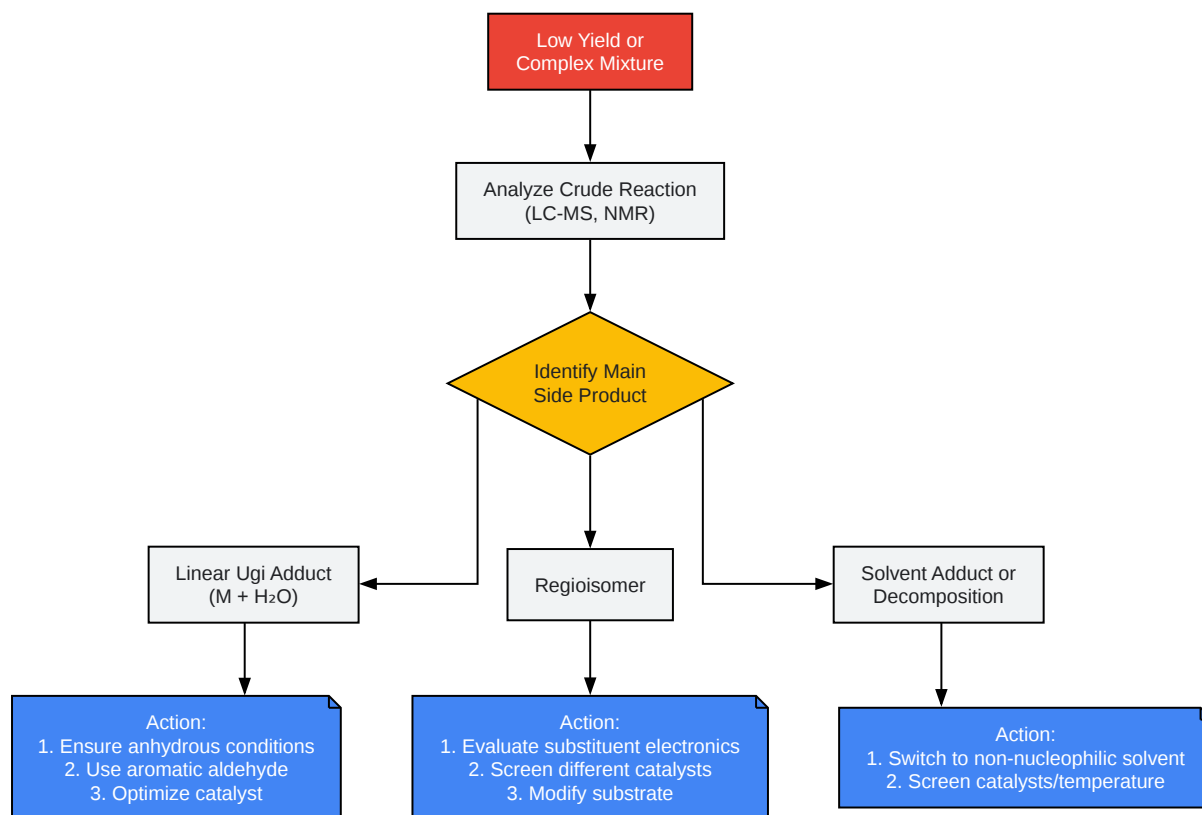 Low Yield or
Complex Mixture
Analyze Crude Reaction
(LC-MS, NMR)
Identify Main
Side Product
Linear Ugi Adduct
(M + H₂O)
Regioisomer
Solvent Adduct or
Decomposition
Action:
1. Ensure anhydrous conditions
2. Use aromatic aldehyde
3. Optimize catalyst
Action:
1. Evaluate substituent electronics
2. Screen different catalysts
3. Modify substrate
Action:
1. Switch to non-nucleophilic solvent
2. Screen catalysts/temperature